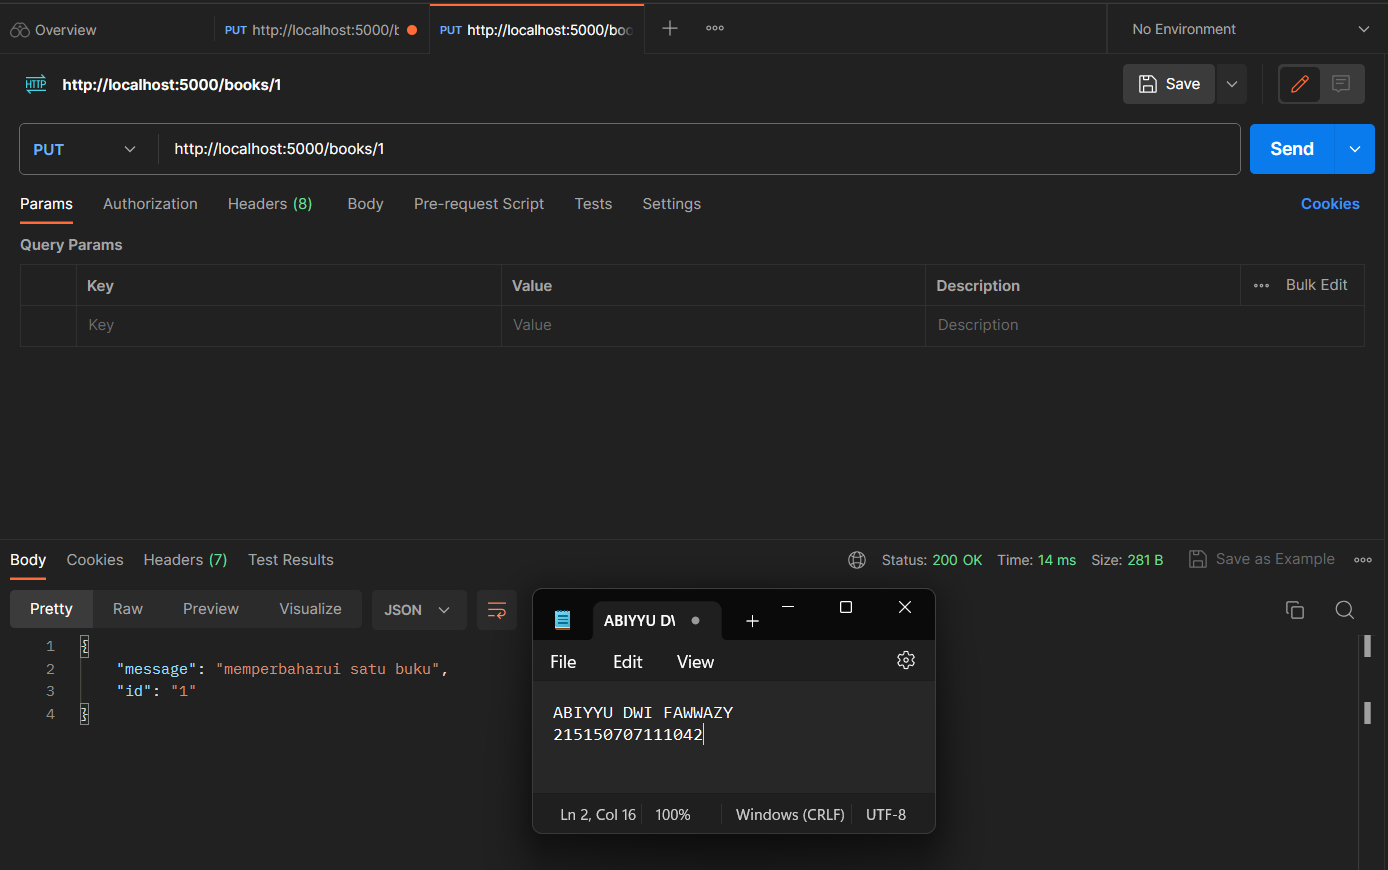 Overview
PUT http://localhost:5000/b
PUT http://localhost:5000/boo
No Environment
HTTP http://localhost:5000/books/1
Save
PUT http://localhost:5000/books/1
Send
Params Authorization Headers (8) Body Pre-request Script Tests Settings Cookies
Query Params
Key Value Description Bulk Edit
Key Value Description
Body Cookies Headers (7) Test Results Status: 200 OK Time: 14 ms Size: 281 B Save as Example
Pretty Raw Preview Visualize JSON
1 {
2 "message": "memperbaharui satu buku",
3 "id": "1"
4 }
ABIYYU DV
File Edit View
ABIYYU DWI FAWWAZY
215150707111042
Ln 2, Col 16 100% Windows (CRLF) UTF-8